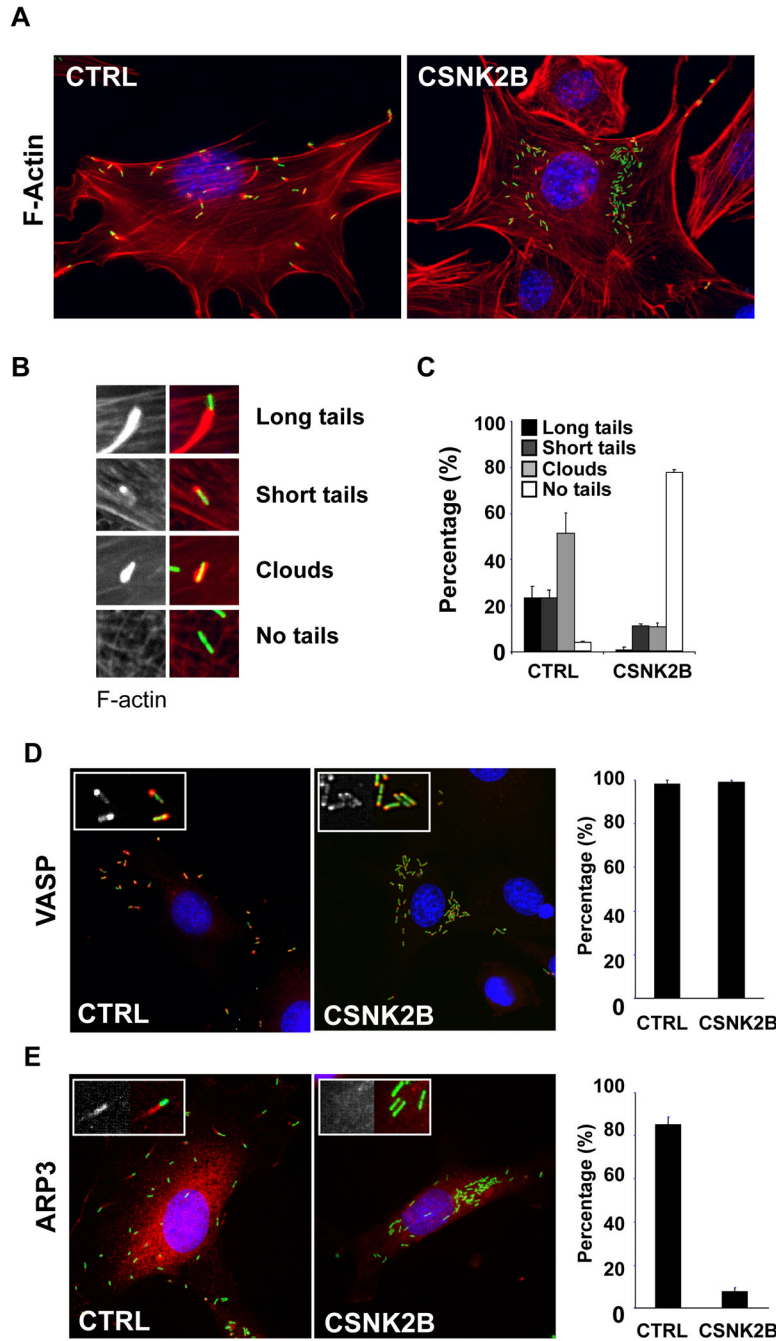 A
CTRL
CSNK2B
F-Actin
B
Long tails
Short tails
Clouds
No tails
F-actin
C
Percentage (%)
100
80
60
40
20
0
Long tails
Short tails
Clouds
No tails
CTRL
CSNK2B
D
VASP
CTRL
CSNK2B
Percentage (%)
100
80
60
40
20
0
CTRL
CSNK2B
E
ARP3
CTRL
CSNK2B
Percentage (%)
80
60
40
20
0
CTRL
CSNK2B